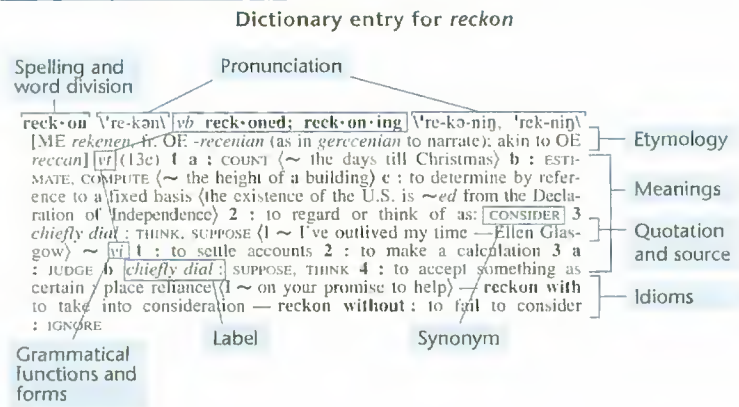 Dictionary entry for reckon
Spelling and
word division
Pronunciation
reck·on \'re-kən\ vb reck·oned; reck·on·ing \'re-kə-niŋ, 'rek-niŋ\
[ME rekenen, fr. OE -recenian (as in gerecenian to narrate); akin to OE
reccan] vt (13c) 1 a : COUNT ⟨~ the days till Christmas⟩ b : ESTI-
MATE, COMPUTE ⟨~ the height of a building⟩ c : to determine by refer-
ence to a fixed basis ⟨the existence of the U.S. is ~ed from the Decla-
ration of Independence⟩ 2 : to regard or think of as: CONSIDER 3
chiefly dial : THINK, SUPPOSE ⟨I ~ I've outlived my time —Ellen Glas-
gow⟩ ~ vi 1 : to settle accounts 2 : to make a calculation 3 a
: JUDGE b chiefly dial : SUPPOSE, THINK 4 : to accept something as
certain : place reliance ⟨I ~ on your promise to help⟩ — reckon with
to take into consideration — reckon without : to fail to consider
: IGNORE
Etymology
Meanings
Quotation
and source
Idioms
Grammatical
functions and
forms
Label
Synonym